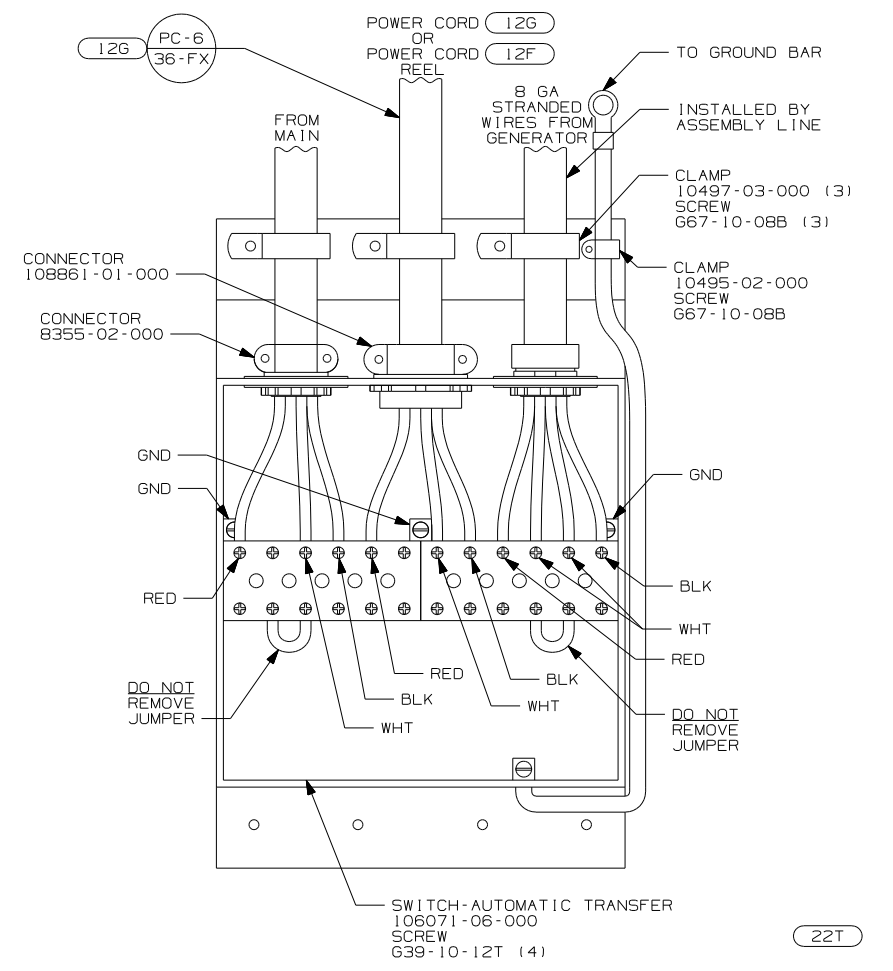 POWER CORD 12G
OR
POWER CORD 12F
REEL
12G
PC-6
36-FX
TO GROUND BAR
8 GA
STRANDED
WIRES FROM
GENERATOR
FROM
MAIN
INSTALLED BY
ASSEMBLY LINE
CLAMP
10497-03-000 (3)
SCREW
G67-10-08B (3)
CONNECTOR
108861-01-000
CLAMP
10495-02-000
SCREW
G67-10-08B
CONNECTOR
8355-02-000
GND
GND
GND
RED
BLK
WHT
RED
RED
BLK
BLK
WHT
WHT
DO NOT
REMOVE
JUMPER
DO NOT
REMOVE
JUMPER
SWITCH-AUTOMATIC TRANSFER
106071-06-000
SCREW
G39-10-12T (4)
22T